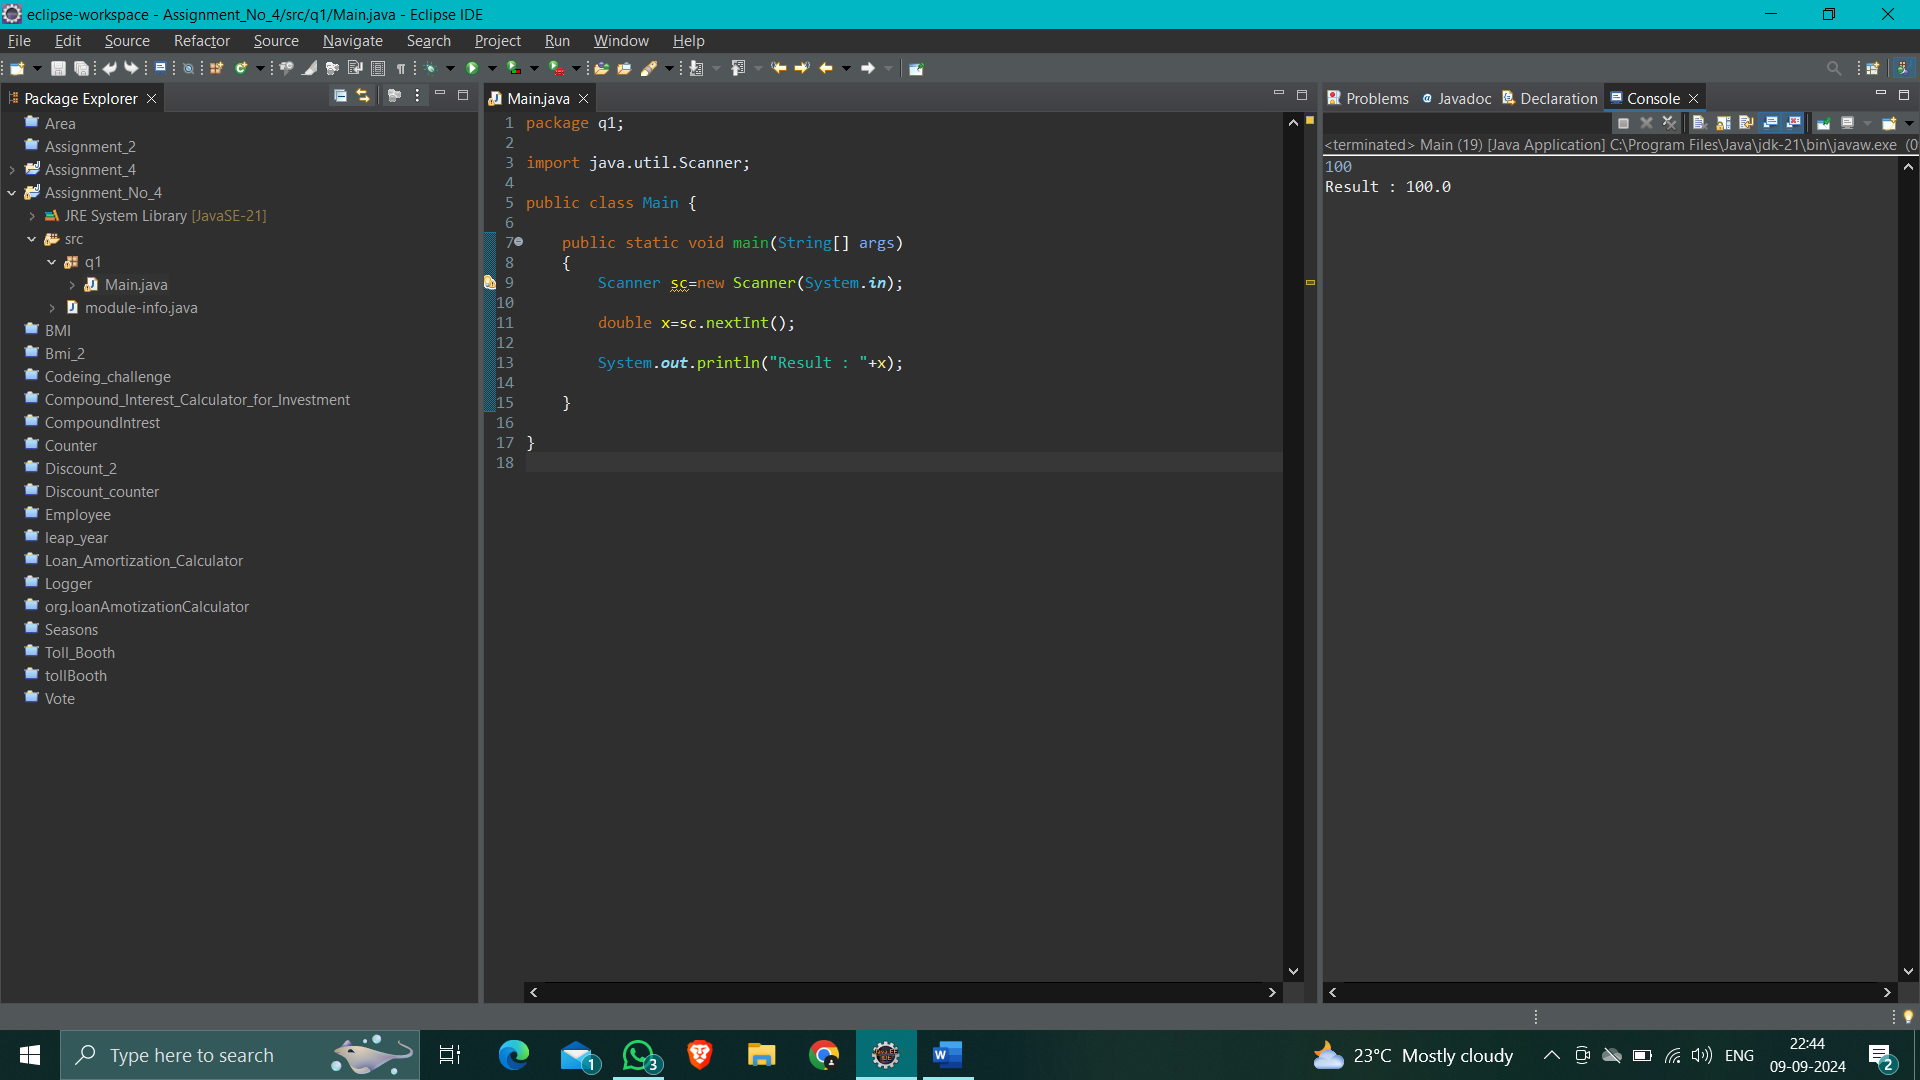 eclipse-workspace - Assignment_No_4/src/q1/Main.java - Eclipse IDE
File Edit Source Refactor Source Navigate Search Project Run Window Help
Package Explorer
Area
Assignment_2
Assignment_4
Assignment_No_4
JRE System Library [JavaSE-21]
src
q1
Main.java
module-info.java
BMI
Bmi_2
Codeing_challenge
Compound_Interest_Calculator_for_Investment
CompoundIntrest
Counter
Discount_2
Discount_counter
Employee
leap_year
Loan_Amortization_Calculator
Logger
org.loanAmotizationCalculator
Seasons
Toll_Booth
tollBooth
Vote
Main.java
1 package q1;
2
3 import java.util.Scanner;
4
5 public class Main {
6
7 public static void main(String[] args)
8 {
9 Scanner sc=new Scanner(System.in);
10
11 double x=sc.nextInt();
12
13 System.out.println("Result : "+x);
14
15 }
16
17 }
18
Problems Javadoc Declaration Console
<terminated> Main (19) [Java Application] C:\Program Files\Java\jdk-21\bin\javaw.exe (0
100
Result : 100.0
Type here to search
1
3
23°C Mostly cloudy
ENG
22:44
09-09-2024
2